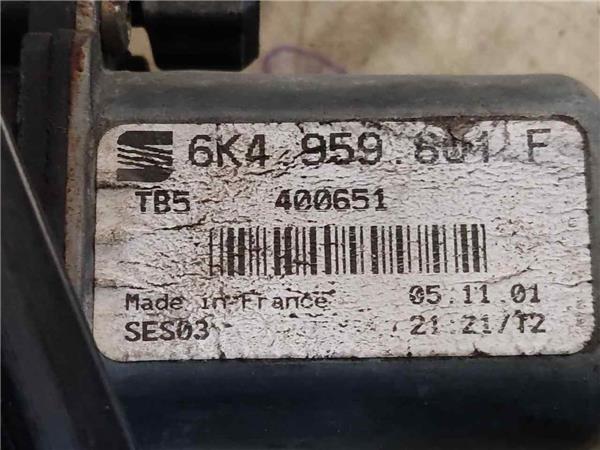 6K4 959.801 F
TB5 400651
Made in France 05.11.01
SES03 21:21/T2